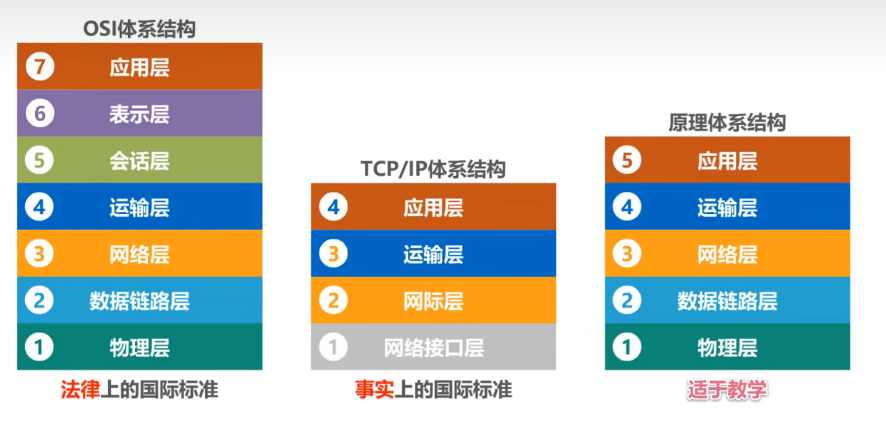 OSI体系结构
7 应用层
6 表示层
5 会话层
4 运输层
3 网络层
2 数据链路层
1 物理层
法律上的国际标准
TCP/IP体系结构
4 应用层
3 运输层
2 网际层
1 网络接口层
事实上的国际标准
原理体系结构
5 应用层
4 运输层
3 网络层
2 数据链路层
1 物理层
适于教学